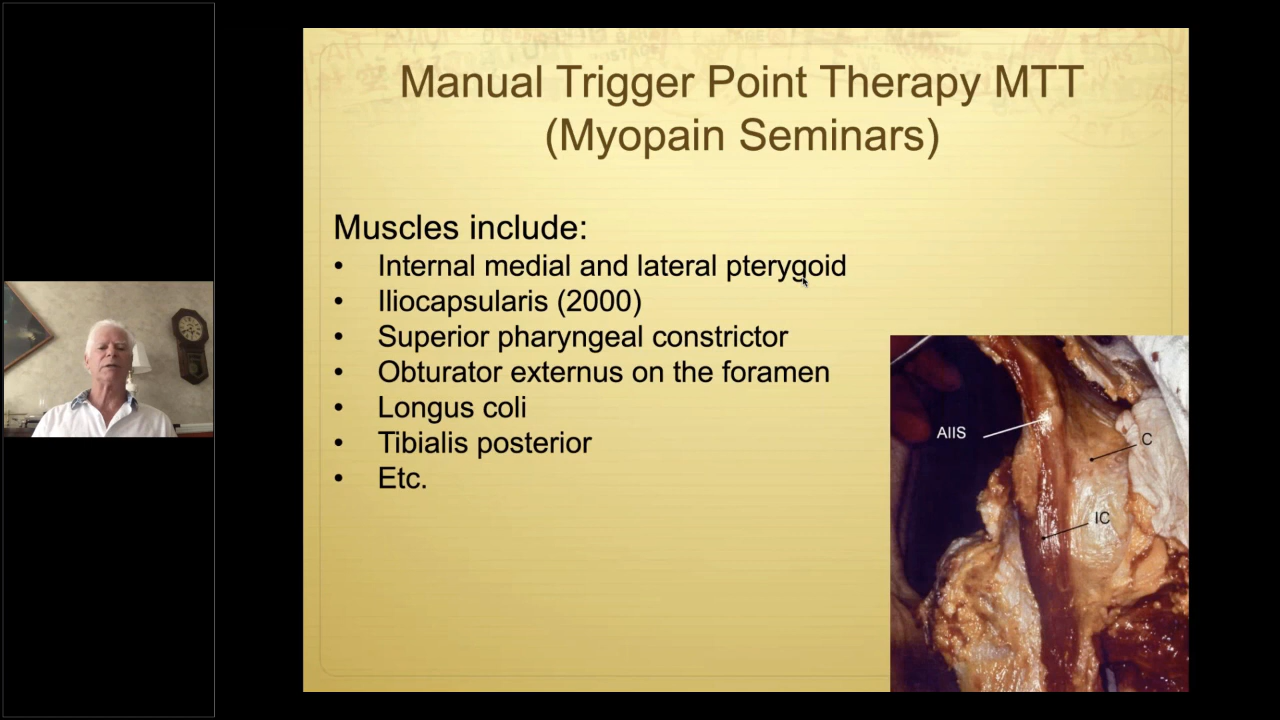 Manual Trigger Point Therapy MTT
(Myopain Seminars)
Muscles include:
• Internal medial and lateral pterygoid
• Iliocapsularis (2000)
• Superior pharyngeal constrictor
• Obturator externus on the foramen
• Longus coli
• Tibialis posterior
• Etc.
AIIS
C
IC